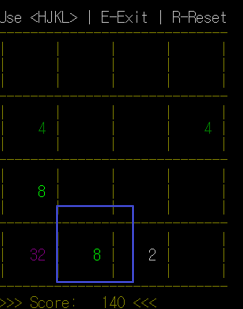 Use <HJKL> | E-Exit | R-Reset
4 4
8
32 8 2
>>> Score: 140 <<<